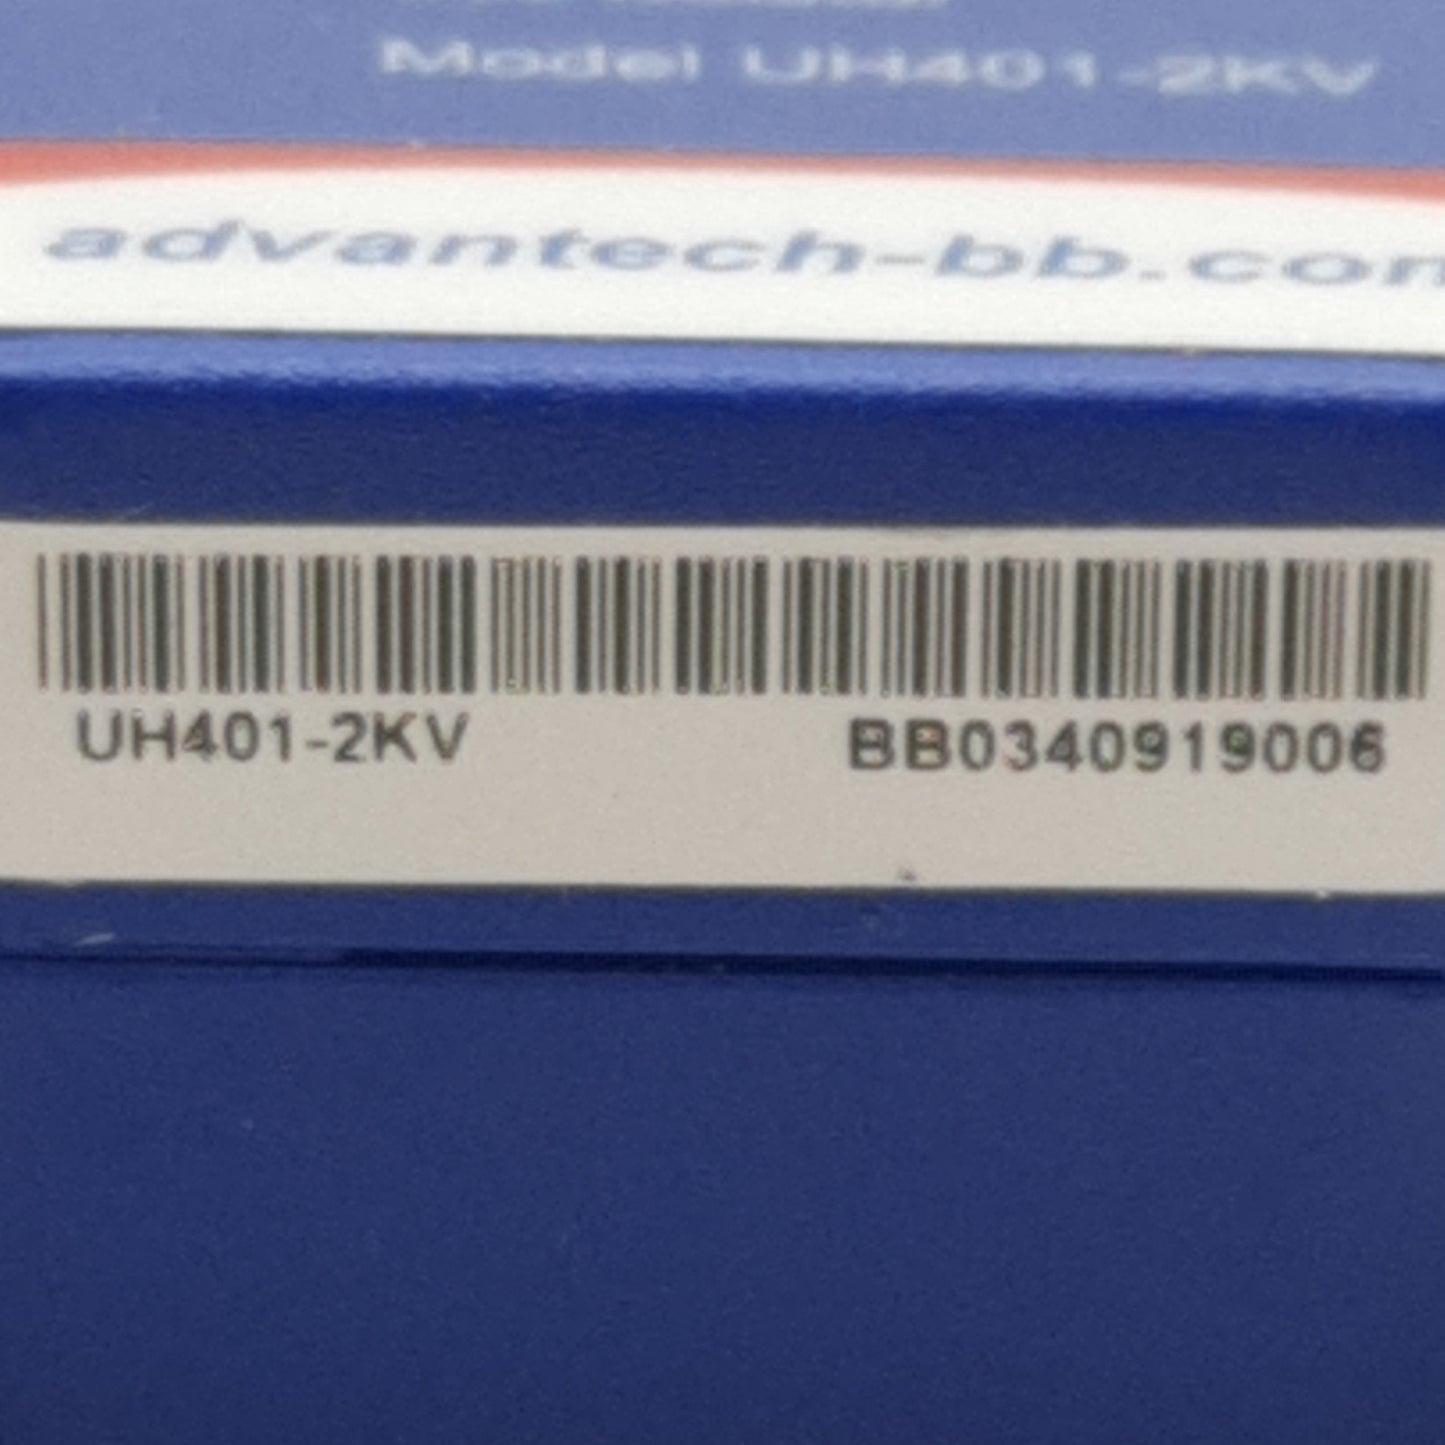 Model UH401-2KV
advantech-bb.com
UH401-2KV BB0340919006